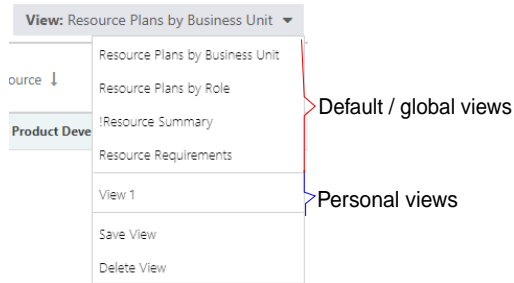 View: Resource Plans by Business Unit
Resource Plans by Business Unit
ource ↓
Resource Plans by Role
Default / global views
!Resource Summary
Product Deve
Resource Requirements
View 1
Personal views
Save View
Delete View